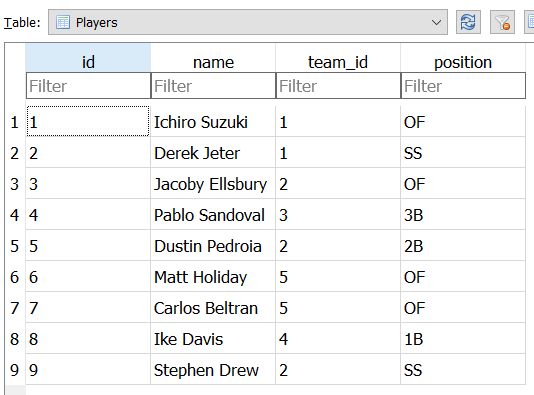 Table: Players
id name team_id position
Filter Filter Filter Filter
1 1 Ichiro Suzuki 1 OF
2 2 Derek Jeter 1 SS
3 3 Jacoby Ellsbury 2 OF
4 4 Pablo Sandoval 3 3B
5 5 Dustin Pedroia 2 2B
6 6 Matt Holiday 5 OF
7 7 Carlos Beltran 5 OF
8 8 Ike Davis 4 1B
9 9 Stephen Drew 2 SS